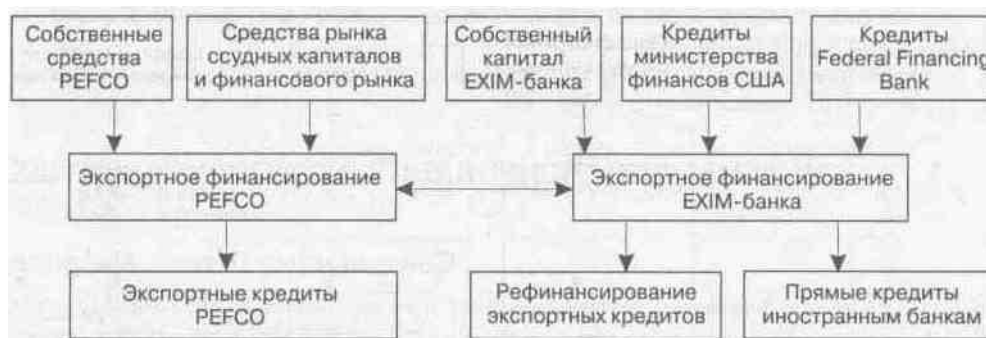 Собственные
средства
PEFCO
Средства рынка
ссудных капиталов
и финансового рынка
Собственный
капитал
EXIM-банка
Кредиты
министерства
финансов США
Кредиты
Federal Financing
Bank
Экспортное финансирование
PEFCO
Экспортное финансирование
EXIM-банка
Экспортные кредиты
PEFCO
Рефинансирование
экспортных кредитов
Прямые кредиты
иностранным банкам